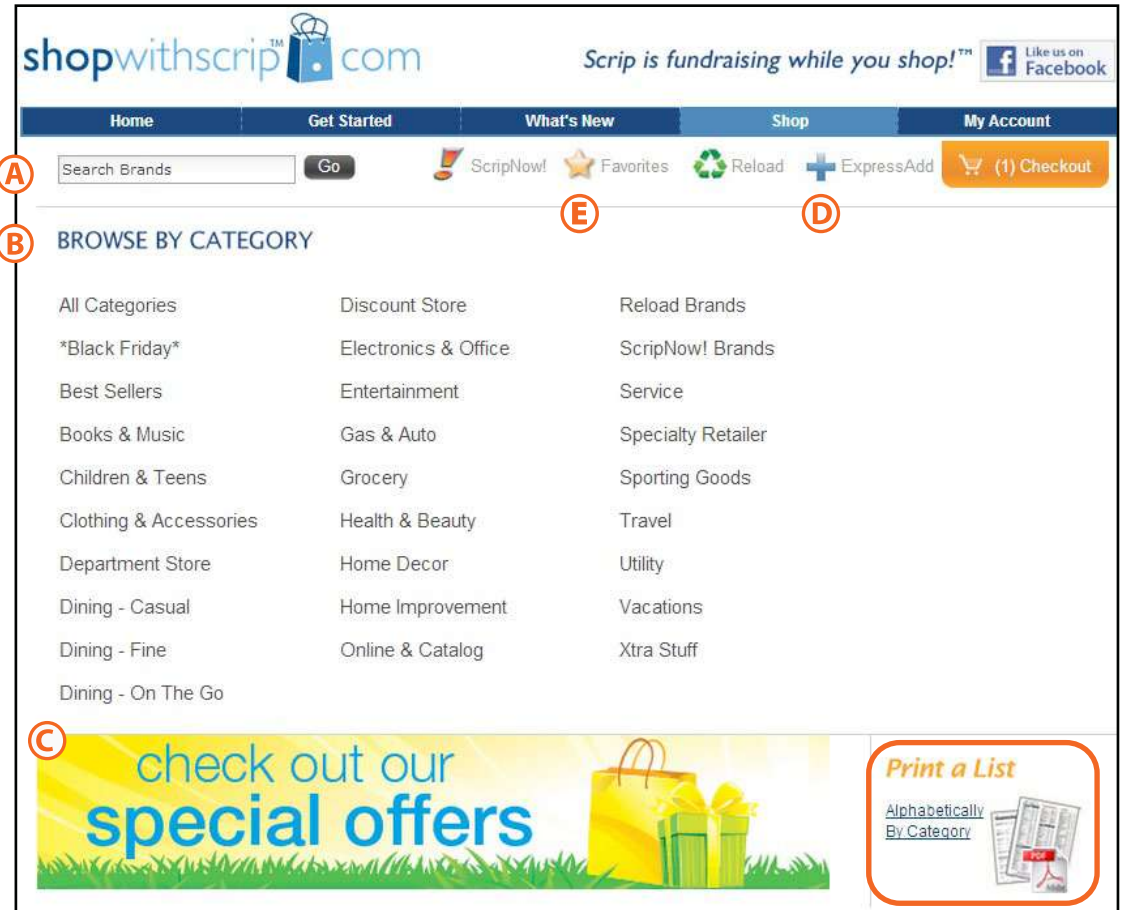 shopwithscrip™ com
Scrip is fundraising while you shop!™
Like us on
Facebook
Home Get Started What's New Shop My Account
A
Search Brands Go ScripNow! Favorites Reload ExpressAdd (1) Checkout
E D
B BROWSE BY CATEGORY
All Categories Discount Store Reload Brands
*Black Friday* Electronics & Office ScripNow! Brands
Best Sellers Entertainment Service
Books & Music Gas & Auto Specialty Retailer
Children & Teens Grocery Sporting Goods
Clothing & Accessories Health & Beauty Travel
Department Store Home Decor Utility
Dining - Casual Home Improvement Vacations
Dining - Fine Online & Catalog Xtra Stuff
Dining - On The Go
C
check out our
special offers
Print a List
Alphabetically
By Category
PDF
Adobe